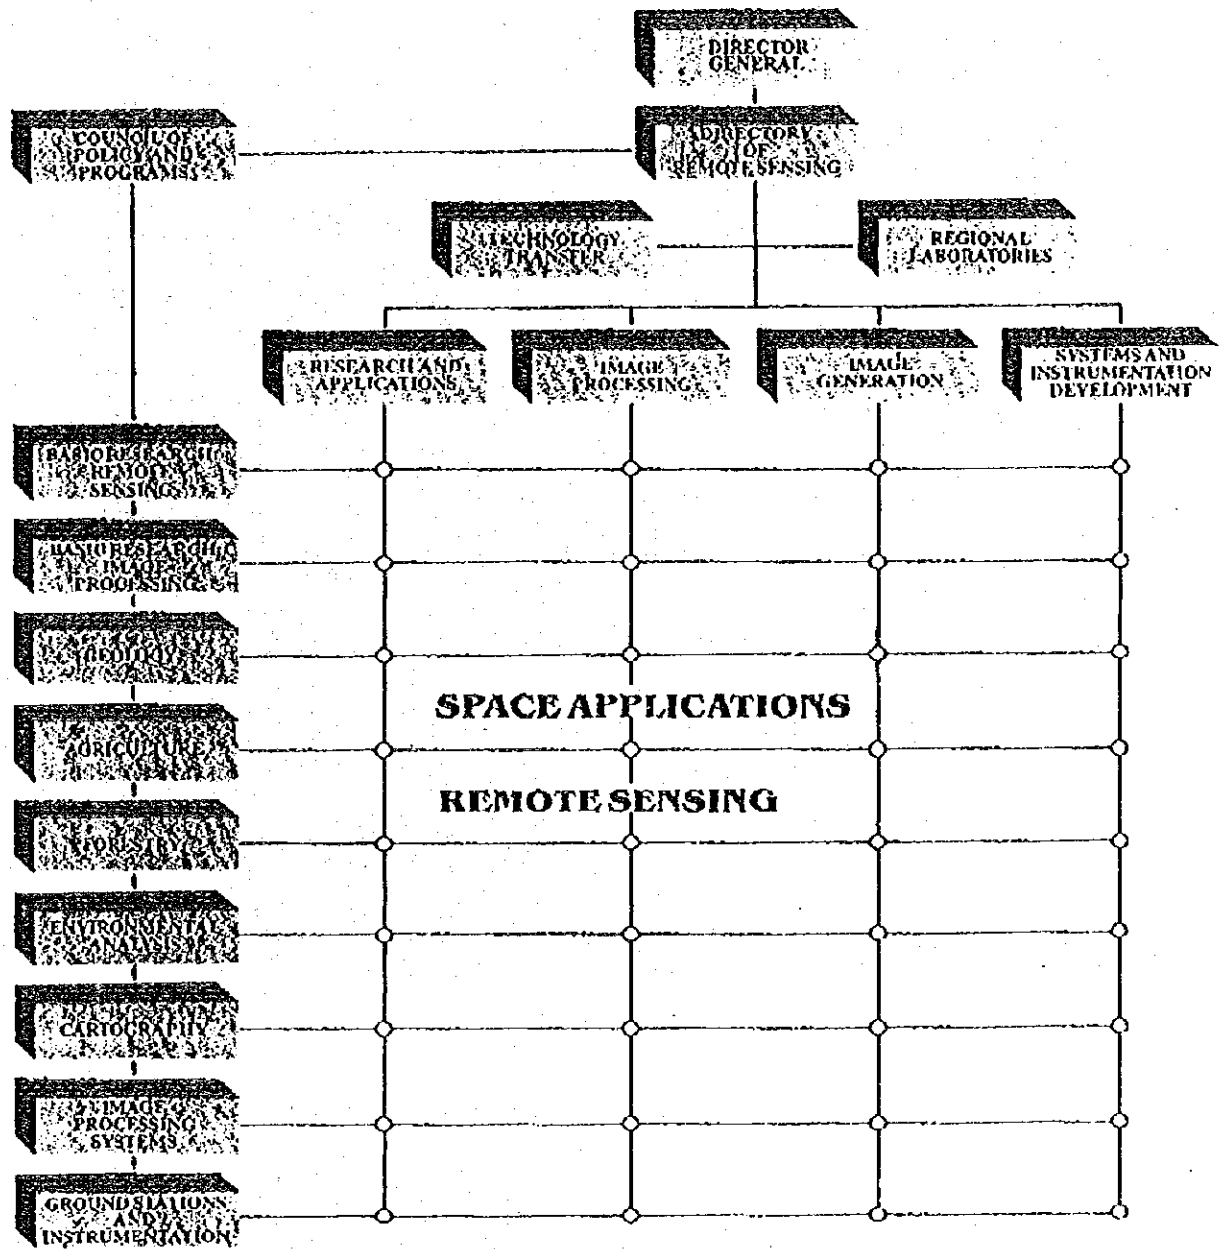 DIRECTOR
GENERAL
COUNCIL OF
POLICY AND
PROGRAMS
DIRECTORY
OF
REMOTE SENSING
TECHNOLOGY
TRANSFER
REGIONAL
LABORATORIES
RESEARCH AND
APPLICATIONS
IMAGE
PROCESSING
IMAGE
GENERATION
SYSTEMS AND
INSTRUMENTATION
DEVELOPMENT
BASIC RESEARCH
REMOTE
SENSING
BASIC RESEARCH
IMAGE
PROCESSING
GEOLOGY
SPACE APPLICATIONS
AGRICULTURE
REMOTE SENSING
FORESTRY
ENVIRONMENTAL
ANALYSIS
CARTOGRAPHY
IMAGE
PROCESSING
SYSTEMS
GROUND STATIONS
AND
INSTRUMENTATION